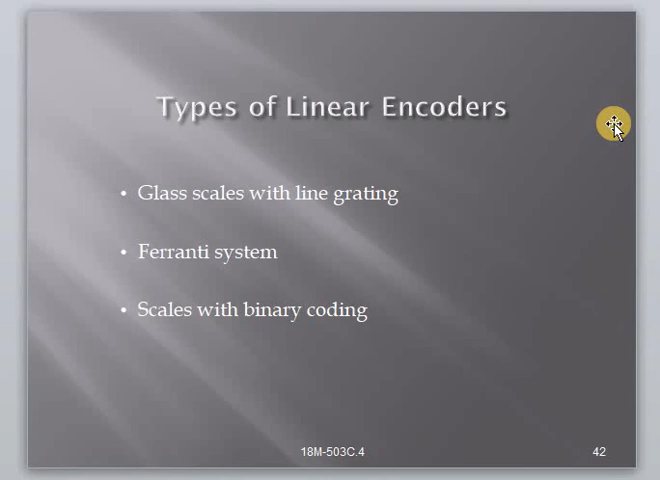 Types of Linear Encoders
• Glass scales with line grating
• Ferranti system
• Scales with binary coding
18M-503C.4
42